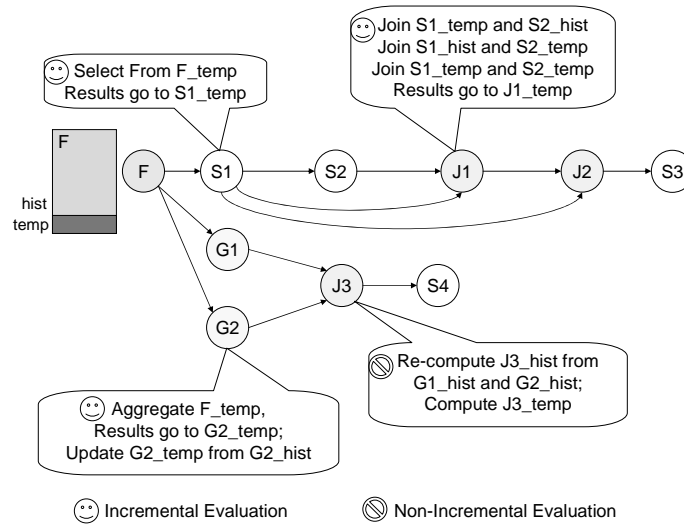 Select From F_temp
Results go to S1_temp
Join S1_temp and S2_hist
Join S1_hist and S2_temp
Join S1_temp and S2_temp
Results go to J1_temp
F
hist
temp
F
S1
S2
J1
J2
S3
G1
J3
S4
G2
Re-compute J3_hist from
G1_hist and G2_hist;
Compute J3_temp
Aggregate F_temp,
Results go to G2_temp;
Update G2_temp from G2_hist
Incremental Evaluation
Non-Incremental Evaluation